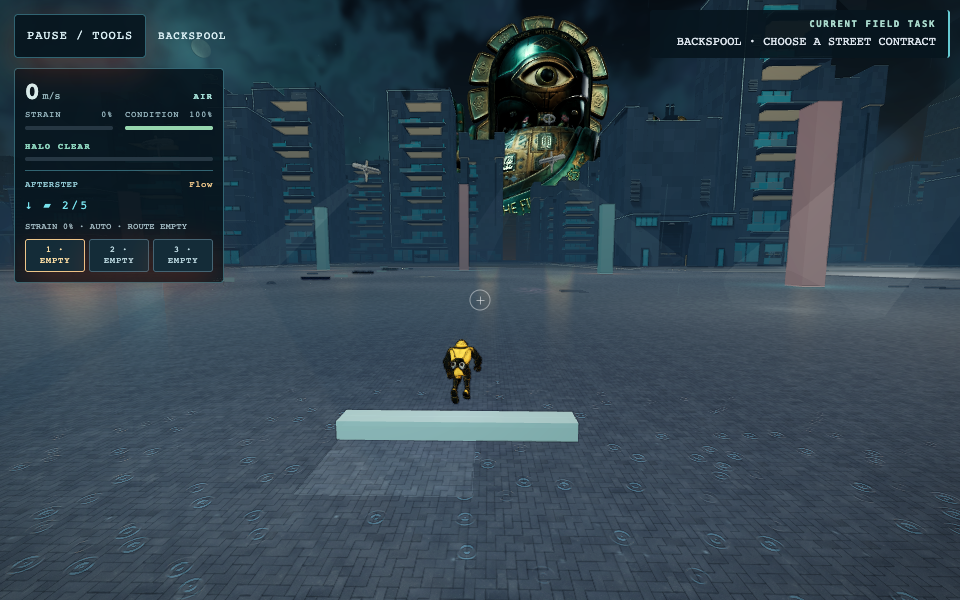 PAUSE / TOOLS
BACKSPOOL
CURRENT FIELD TASK
BACKSPOOL · CHOOSE A STREET CONTRACT
0 m/s
AIR
STRAIN 0%
CONDITION 100%
HALO CLEAR
AFTERSTEP
Flow
↓ ▰ 2/5
STRAIN 0% · AUTO · ROUTE EMPTY
1 · EMPTY
2 · EMPTY
3 · EMPTY